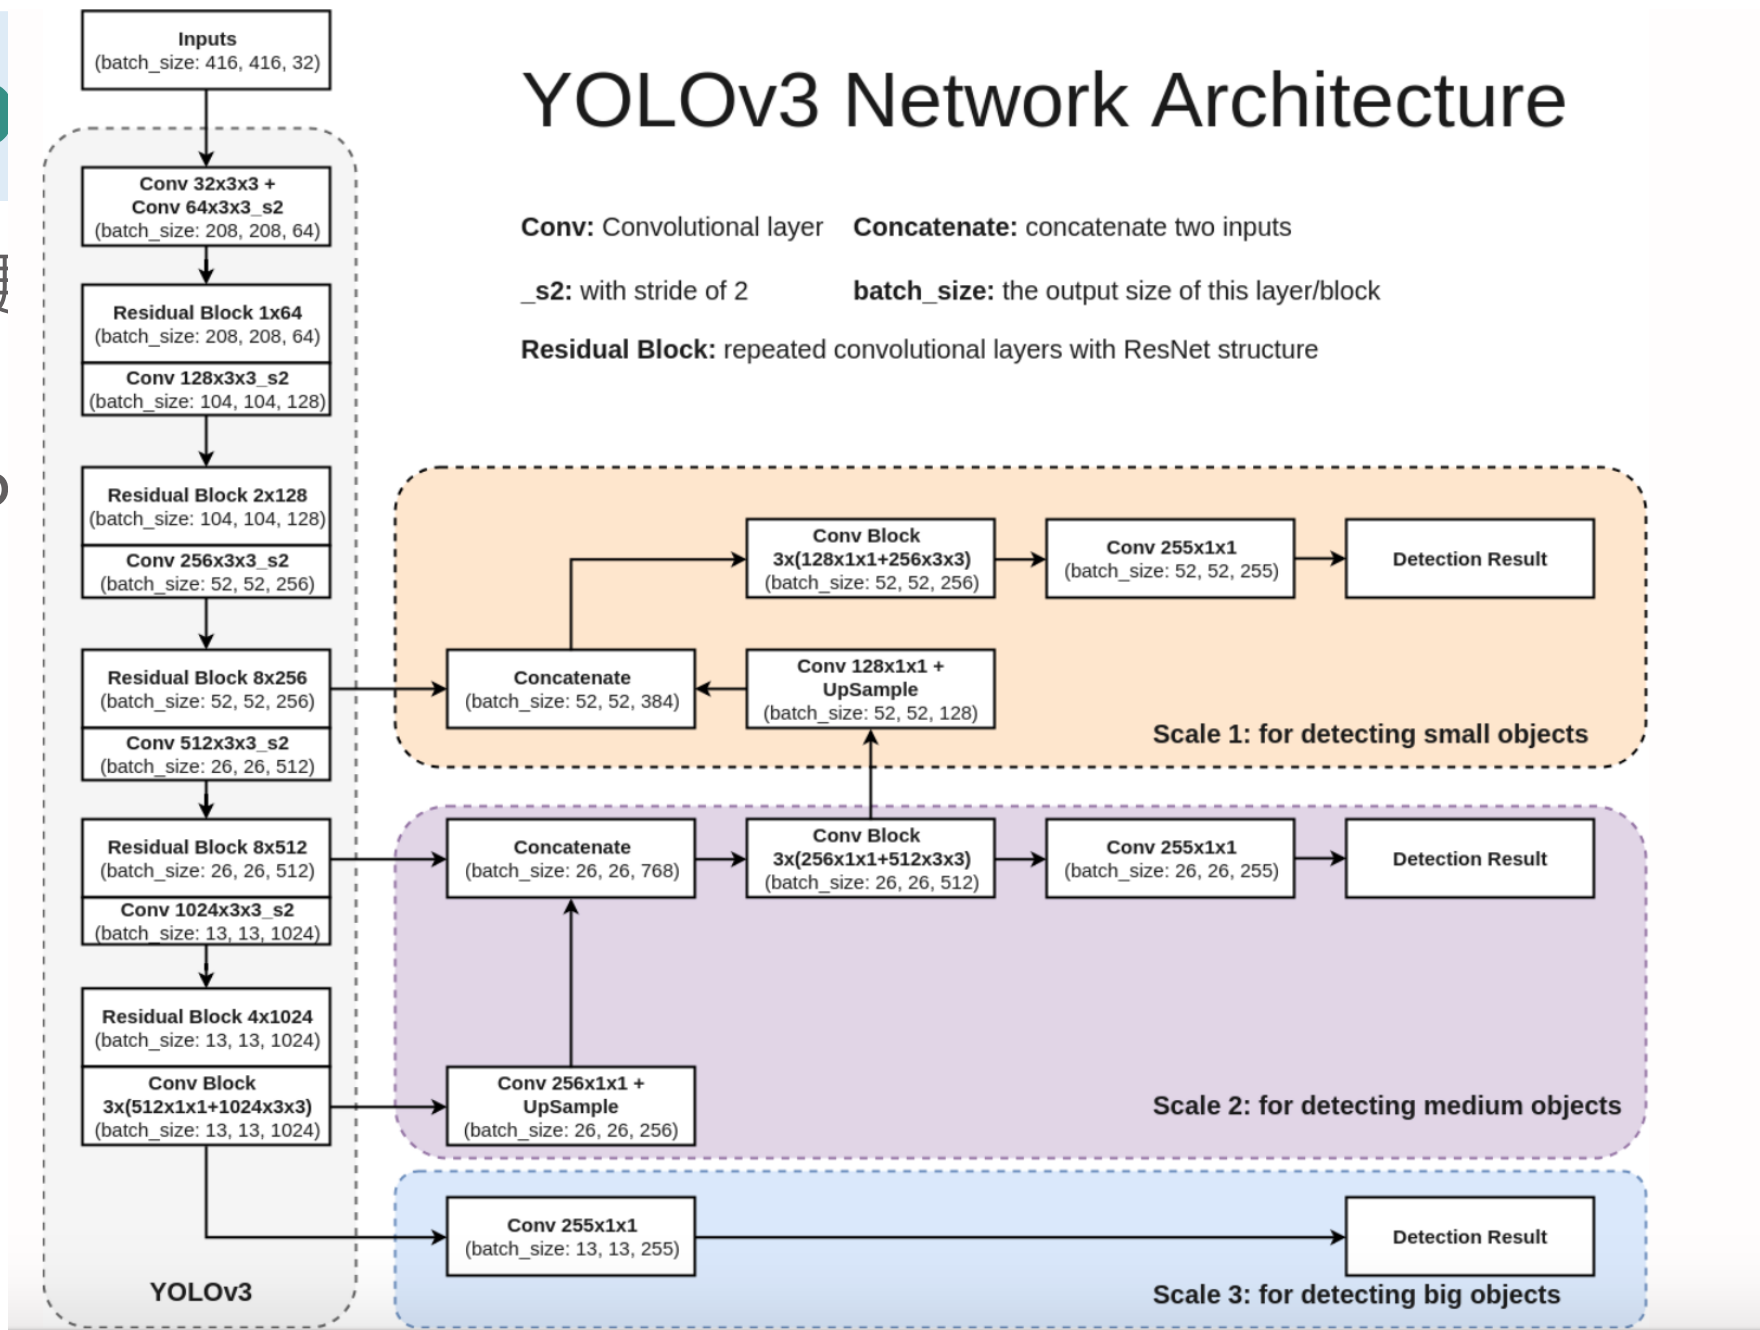 Inputs
(batch_size: 416, 416, 32)
YOLOv3 Network Architecture
Conv: Convolutional layer
Concatenate: concatenate two inputs
_s2: with stride of 2
batch_size: the output size of this layer/block
Residual Block: repeated convolutional layers with ResNet structure
Conv 32x3x3 +
Conv 64x3x3_s2
(batch_size: 208, 208, 64)
Residual Block 1x64
(batch_size: 208, 208, 64)
Conv 128x3x3_s2
(batch_size: 104, 104, 128)
Residual Block 2x128
(batch_size: 104, 104, 128)
Conv 256x3x3_s2
(batch_size: 52, 52, 256)
Residual Block 8x256
(batch_size: 52, 52, 256)
Conv 512x3x3_s2
(batch_size: 26, 26, 512)
Residual Block 8x512
(batch_size: 26, 26, 512)
Conv 1024x3x3_s2
(batch_size: 13, 13, 1024)
Residual Block 4x1024
(batch_size: 13, 13, 1024)
Conv Block
3x(512x1x1+1024x3x3)
(batch_size: 13, 13, 1024)
YOLOv3
Conv Block
3x(128x1x1+256x3x3)
(batch_size: 52, 52, 256)
Conv 255x1x1
(batch_size: 52, 52, 255)
Detection Result
Concatenate
(batch_size: 52, 52, 384)
Conv 128x1x1 +
UpSample
(batch_size: 52, 52, 128)
Scale 1: for detecting small objects
Concatenate
(batch_size: 26, 26, 768)
Conv Block
3x(256x1x1+512x3x3)
(batch_size: 26, 26, 512)
Conv 255x1x1
(batch_size: 26, 26, 255)
Detection Result
Conv 256x1x1 +
UpSample
(batch_size: 26, 26, 256)
Scale 2: for detecting medium objects
Conv 255x1x1
(batch_size: 13, 13, 255)
Detection Result
Scale 3: for detecting big objects